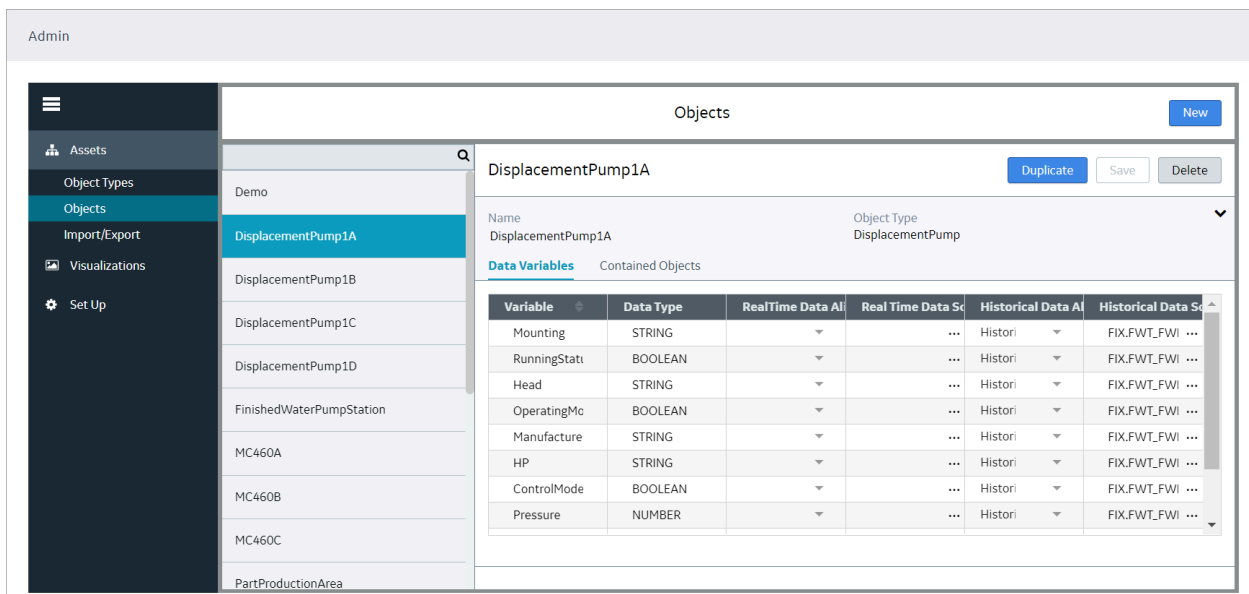 Admin
Objects
New
Assets
Object Types
Objects
Import/Export
Visualizations
Set Up
Demo
DisplacementPump1A
DisplacementPump1B
DisplacementPump1C
DisplacementPump1D
FinishedWaterPumpStation
MC460A
MC460B
MC460C
PartProductionArea
DisplacementPump1A Duplicate Save Delete
Name Object Type
DisplacementPump1A DisplacementPump
Data Variables Contained Objects
Variable Data Type RealTime Data Ali Real Time Data Sc Historical Data Al Historical Data Sc
Mounting STRING ... Histori FIX.FWT_FWI ...
RunningStatu BOOLEAN ... Histori FIX.FWT_FWI ...
Head STRING ... Histori FIX.FWT_FWI ...
OperatingMo BOOLEAN ... Histori FIX.FWT_FWI ...
Manufacture STRING ... Histori FIX.FWT_FWI ...
HP STRING ... Histori FIX.FWT_FWI ...
ControlMode BOOLEAN ... Histori FIX.FWT_FWI ...
Pressure NUMBER ... Histori FIX.FWT_FWI ...